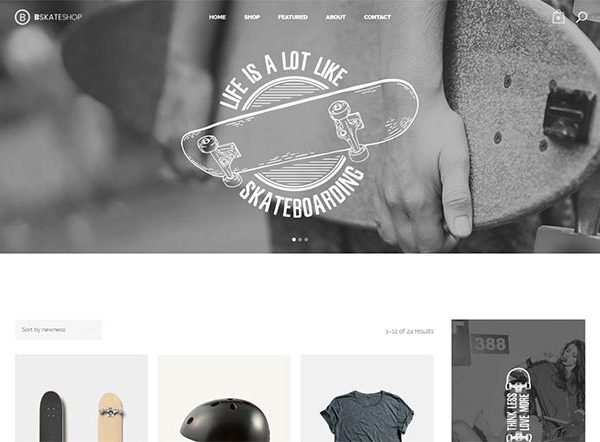 B BSKATESHOP
HOME SHOP FEATURED ABOUT CONTACT
0
LIFE IS A LOT LIKE
SKATEBOARDING
Sort by newness
1–12 of 24 results
388
THINK LESS
LOVE MORE